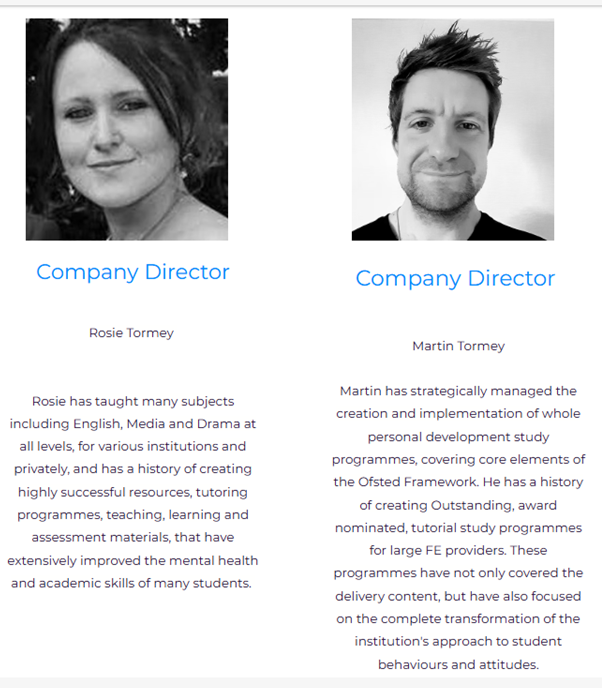 Company Director
Rosie Tormey
Rosie has taught many subjects
including English, Media and Drama at
all levels, for various institutions and
privately, and has a history of creating
highly successful resources, tutoring
programmes, teaching, learning and
assessment materials, that have
extensively improved the mental health
and academic skills of many students.
Company Director
Martin Tormey
Martin has strategically managed the
creation and implementation of whole
personal development study
programmes, covering core elements of
the Ofsted Framework. He has a history
of creating Outstanding, award
nominated, tutorial study programmes
for large FE providers. These
programmes have not only covered the
delivery content, but have also focused
on the complete transformation of the
institution's approach to student
behaviours and attitudes.